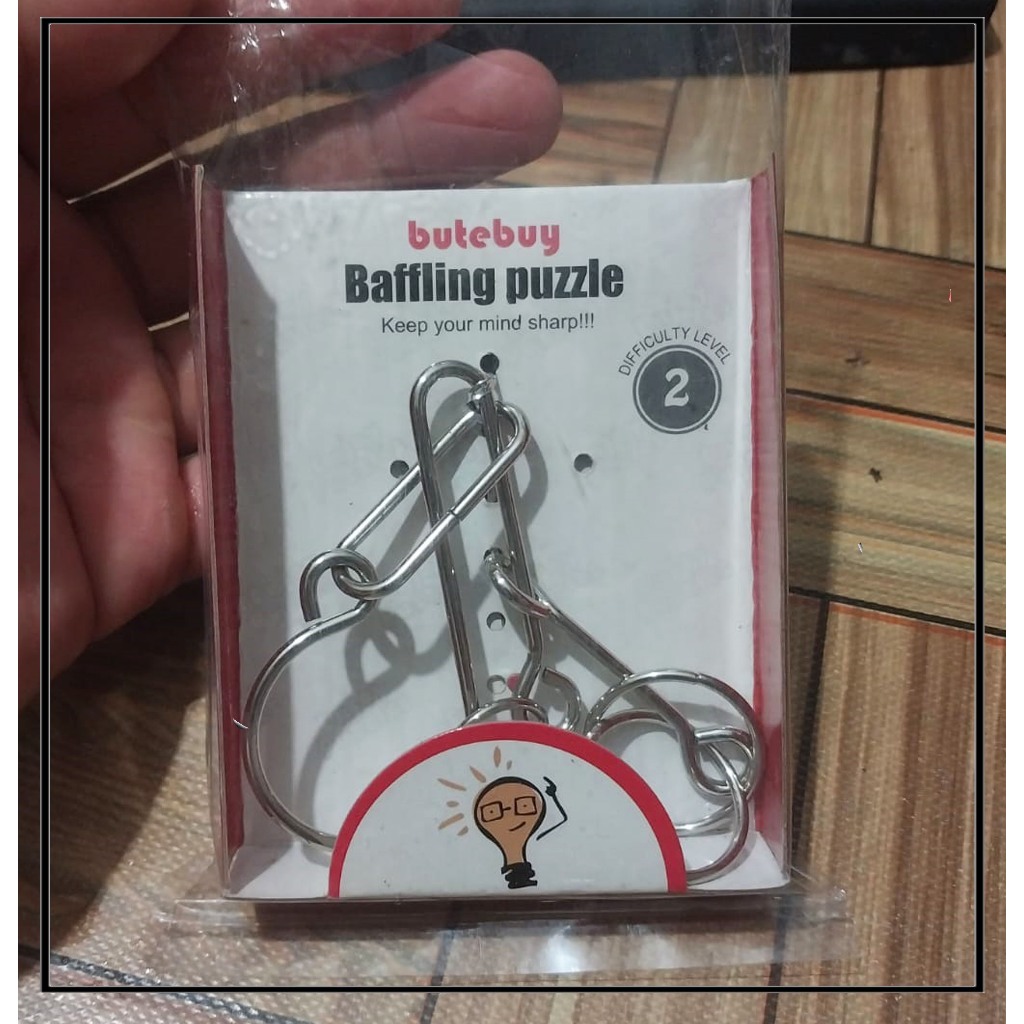 butebuy
Baffling puzzle
Keep your mind sharp!!!
DIFFICULTY LEVEL
2